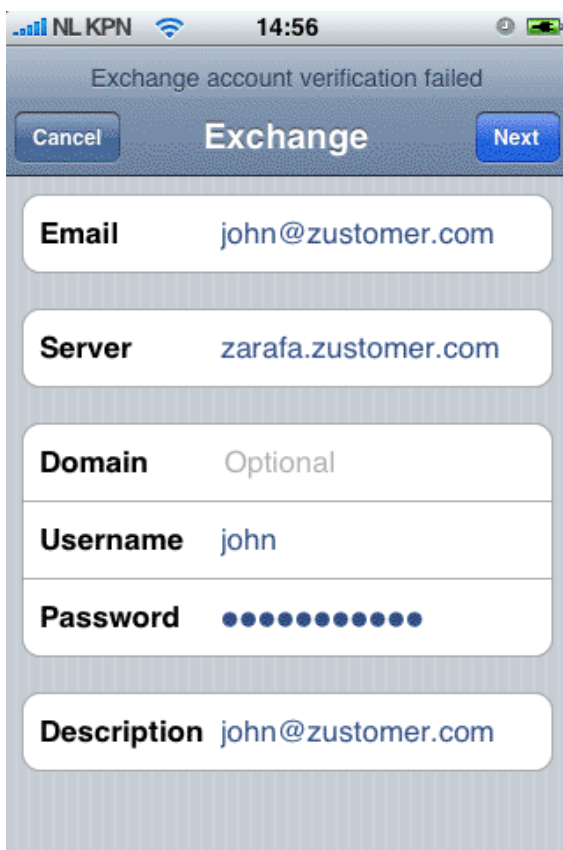 NL KPN 14:56
Exchange account verification failed
Cancel Exchange Next
Email john@zustomer.com
Server zarafa.zustomer.com
Domain Optional
Username john
Password ●●●●●●●●●●●
Description john@zustomer.com